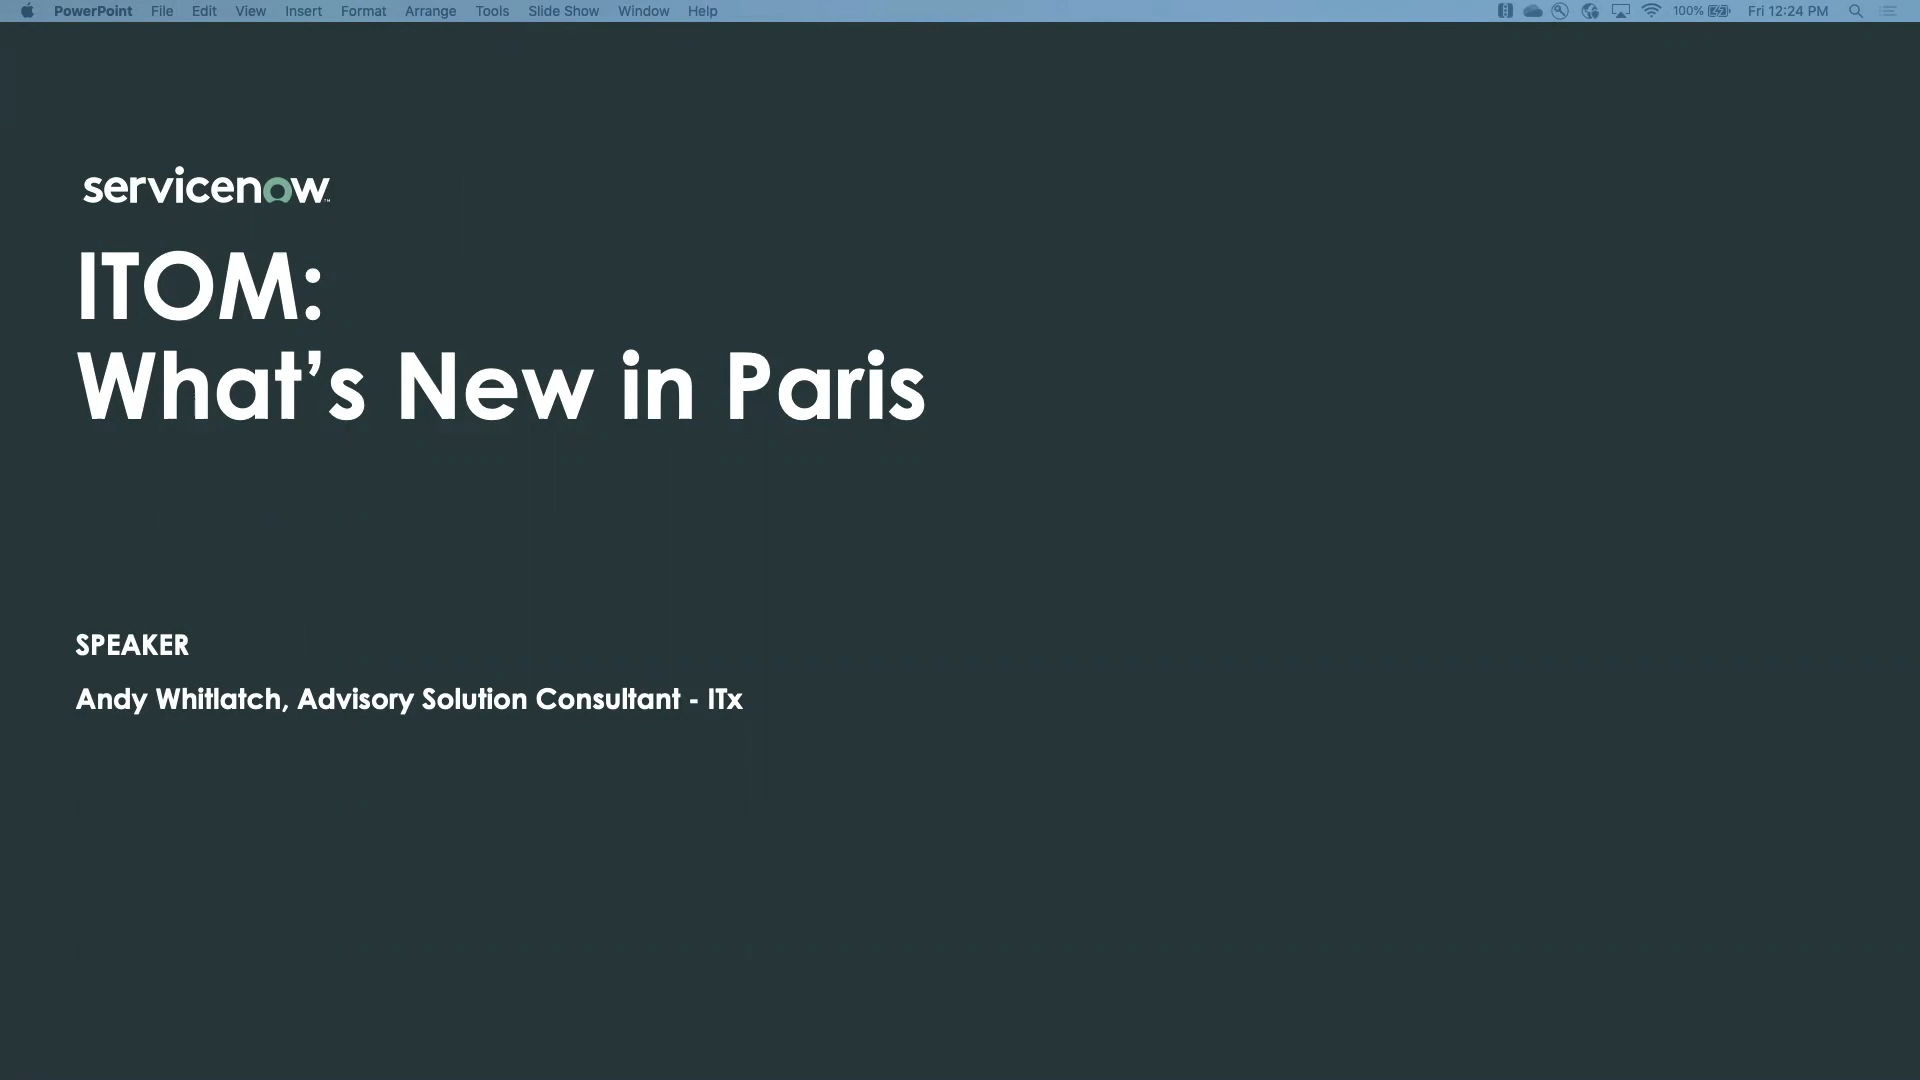 PowerPoint File Edit View Insert Format Arrange Tools Slide Show Window Help 100% Fri 12:24 PM
servicenow™
ITOM:
What's New in Paris
SPEAKER
Andy Whitlatch, Advisory Solution Consultant - ITx